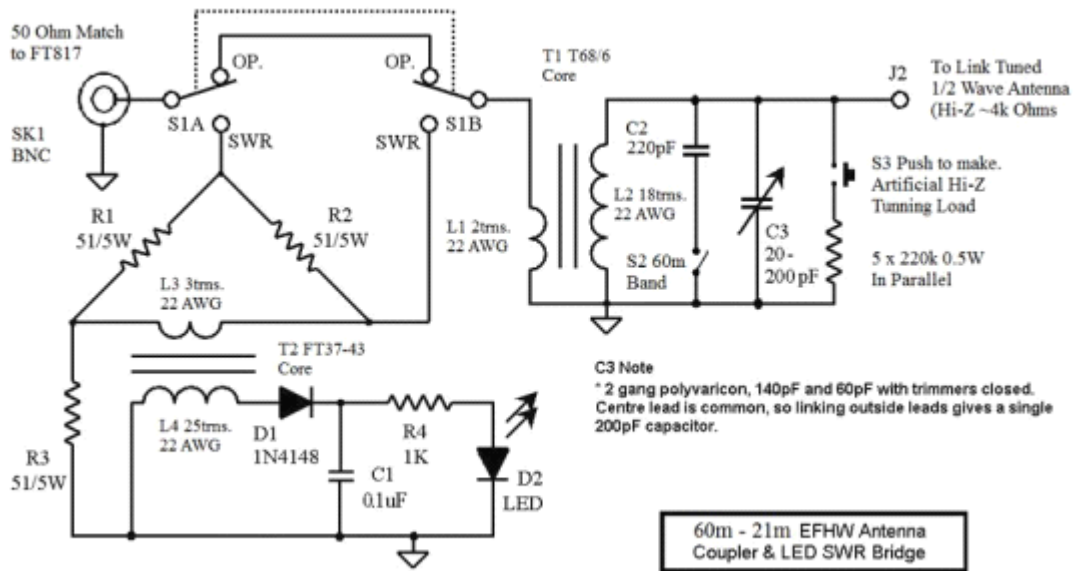 50 Ohm Match
to FT817
SK1
BNC
OP.
S1A
SWR
OP.
S1B
SWR
T1 T68/6
Core
J2
To Link Tuned
1/2 Wave Antenna
(Hi-Z ~4k Ohms
C2
220pF
S3 Push to make.
Artificial Hi-Z
Tunning Load
R1
51/5W
R2
51/5W
L1 2trns.
22 AWG
L2 18trns.
22 AWG
S2 60m
Band
C3
20-
200pF
5 x 220k 0.5W
In Parallel
L3 3trns.
22 AWG
T2 FT37-43
Core
C3 Note
* 2 gang polyvaricon, 140pF and 60pF with trimmers closed.
Centre lead is common, so linking outside leads gives a single
200pF capacitor.
R3
51/5W
L4 25trns.
22 AWG
D1
1N4148
C1
0.1uF
R4
1K
D2
LED
60m - 21m EFHW Antenna
Coupler & LED SWR Bridge